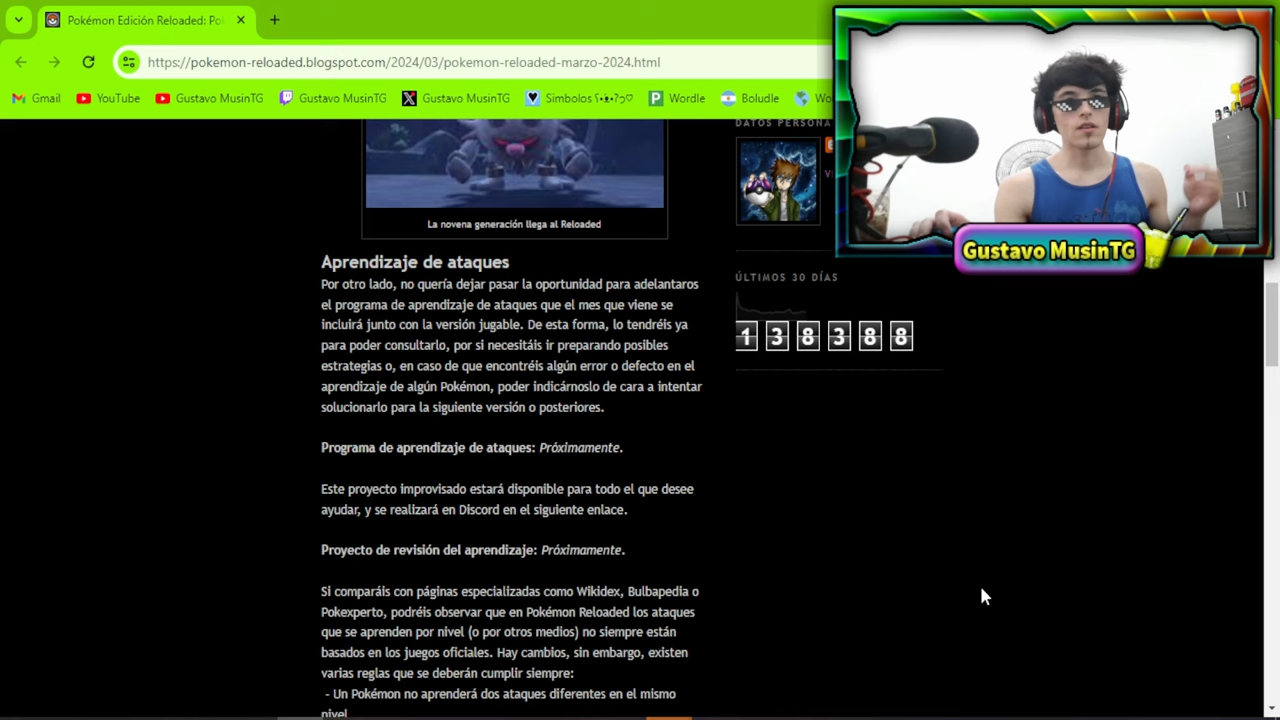 Pokémon Edición Reloaded: Po
https://pokemon-reloaded.blogspot.com/2024/03/pokemon-reloaded-marzo-2024.html
Gmail YouTube Gustavo MusinTG Gustavo MusinTG Gustavo MusinTG Simbolos Wordle Boludle Wo
Gustavo MusinTG
DATOS PERSONA
La novena generación llega al Reloaded
ÚLTIMOS 30 DÍAS
138388
Aprendizaje de ataques
Por otro lado, no quería dejar pasar la oportunidad para adelantaros
el programa de aprendizaje de ataques que el mes que viene se
incluirá junto con la versión jugable. De esta forma, lo tendréis ya
para poder consultarlo, por si necesitáis ir preparando posibles
estrategias o, en caso de que encontréis algún error o defecto en el
aprendizaje de algún Pokémon, poder indicárnoslo de cara a intentar
solucionarlo para la siguiente versión o posteriores.
Programa de aprendizaje de ataques: Próximamente.
Este proyecto improvisado estará disponible para todo el que desee
ayudar, y se realizará en Discord en el siguiente enlace.
Proyecto de revisión del aprendizaje: Próximamente.
Si comparáis con páginas especializadas como Wikidex, Bulbapedia o
Pokexperto, podréis observar que en Pokémon Reloaded los ataques
que se aprenden por nivel (o por otros medios) no siempre están
basados en los juegos oficiales. Hay cambios, sin embargo, existen
varias reglas que se deberán cumplir siempre:
- Un Pokémon no aprenderá dos ataques diferentes en el mismo
nivel